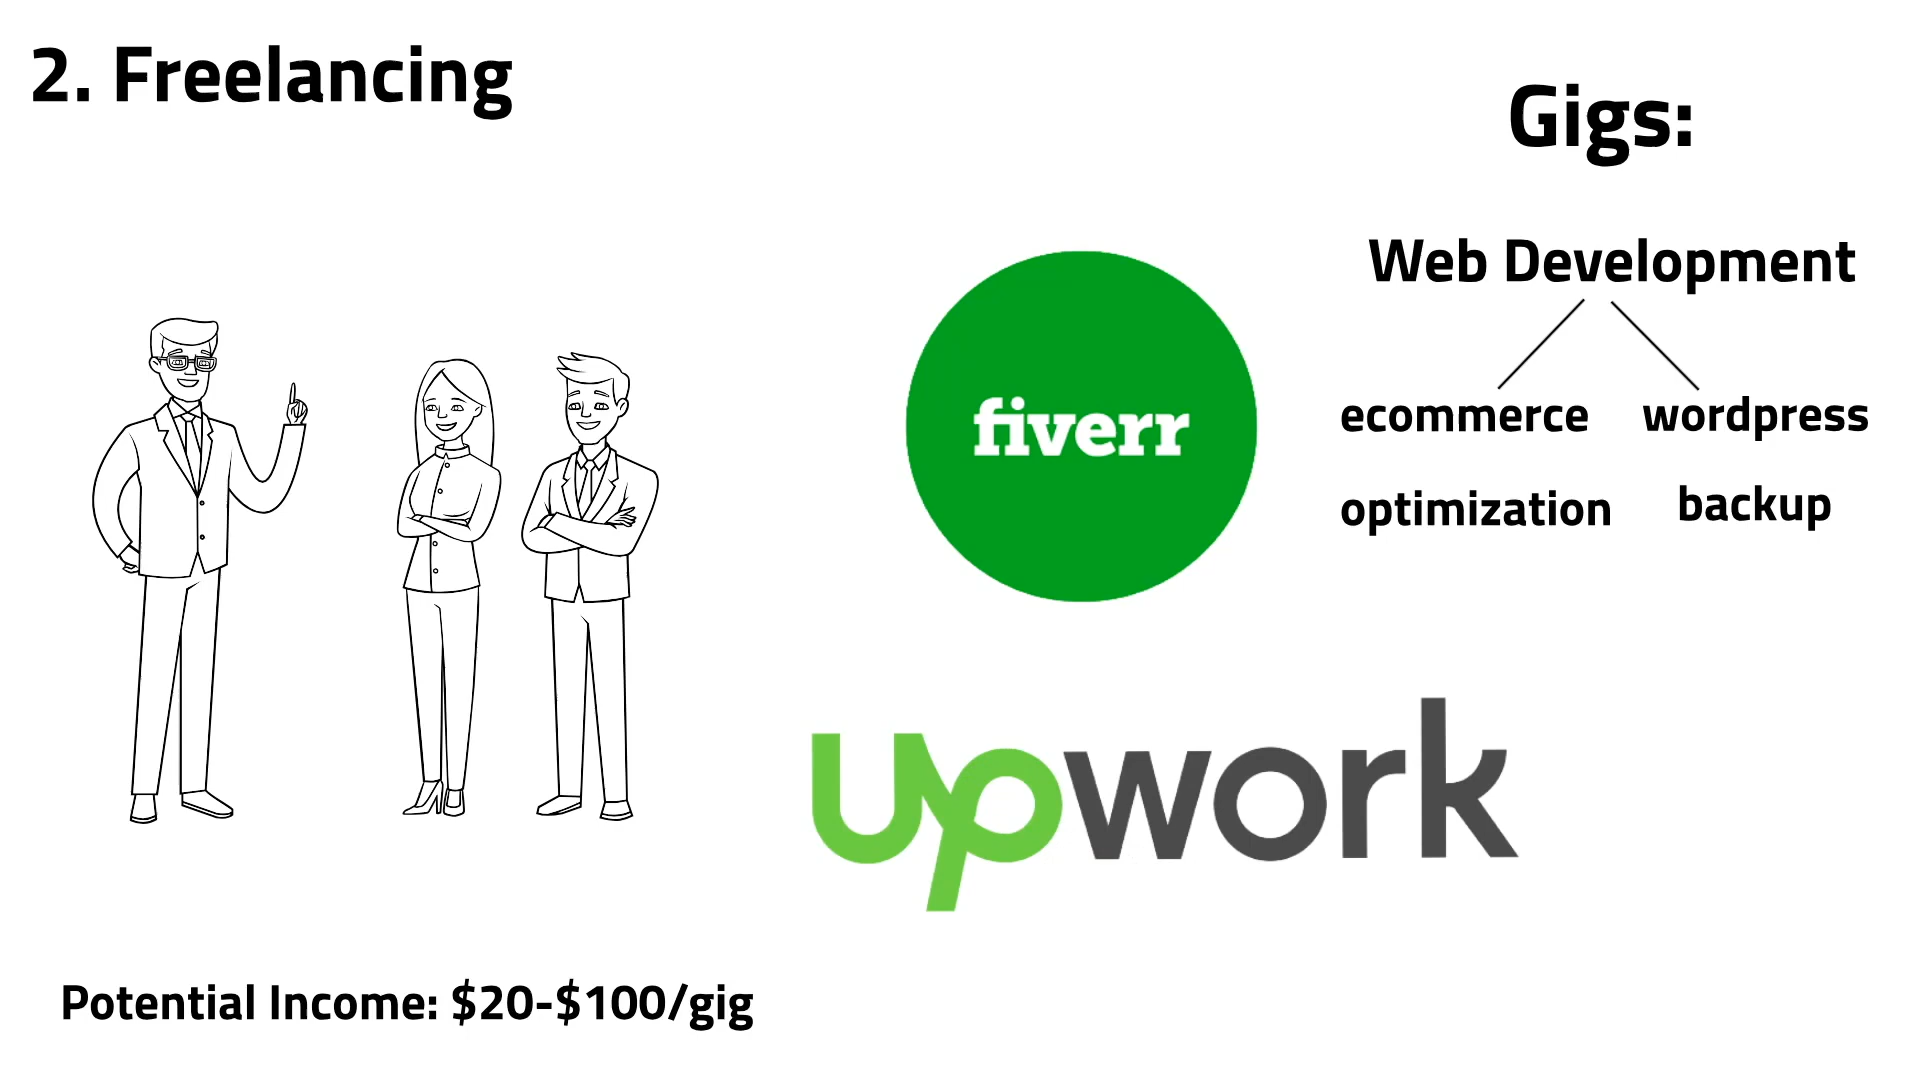 2. Freelancing
Gigs:
Web Development
ecommerce wordpress
optimization backup
fiverr
upwork
Potential Income: $20-$100/gig